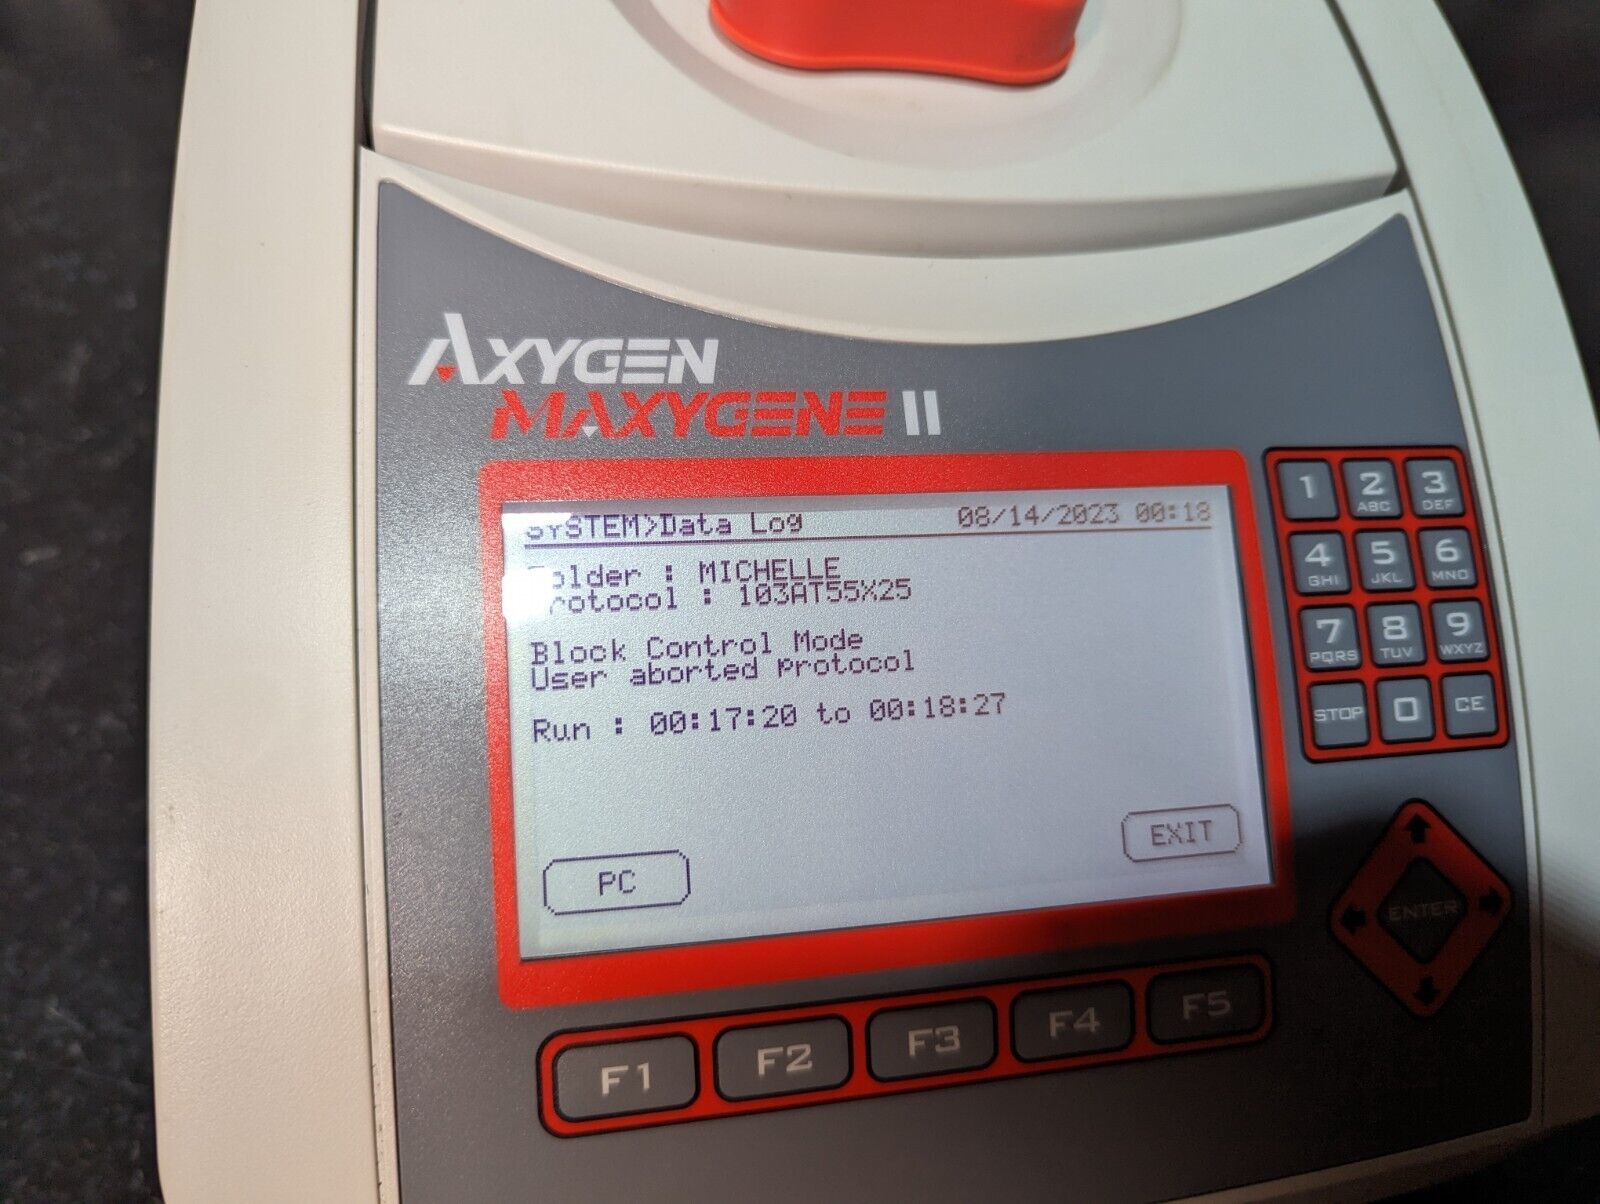 AXYGEN
MAXYGENE II
SYSTEM>Data Log 08/14/2023 00:18
Folder : MICHELLE
Protocol : 103AT55X25
Block Control Mode
User aborted protocol
Run : 00:17:20 to 00:18:27
PC EXIT
1 2 ABC 3 DEF
4 GHI 5 JKL 6 MNO
7 PQRS 8 TUV 9 WXYZ
STOP 0 CE
ENTER
F1 F2 F3 F4 F5